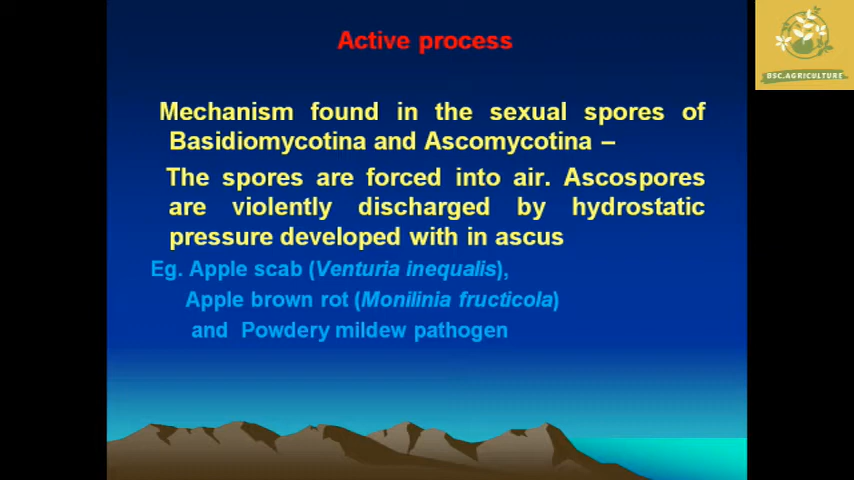 Active process
BSC.AGRICULTURE
Mechanism found in the sexual spores of
Basidiomycotina and Ascomycotina –
The spores are forced into air. Ascospores
are violently discharged by hydrostatic
pressure developed with in ascus
Eg. Apple scab (Venturia inequalis),
Apple brown rot (Monilinia fructicola)
and Powdery mildew pathogen